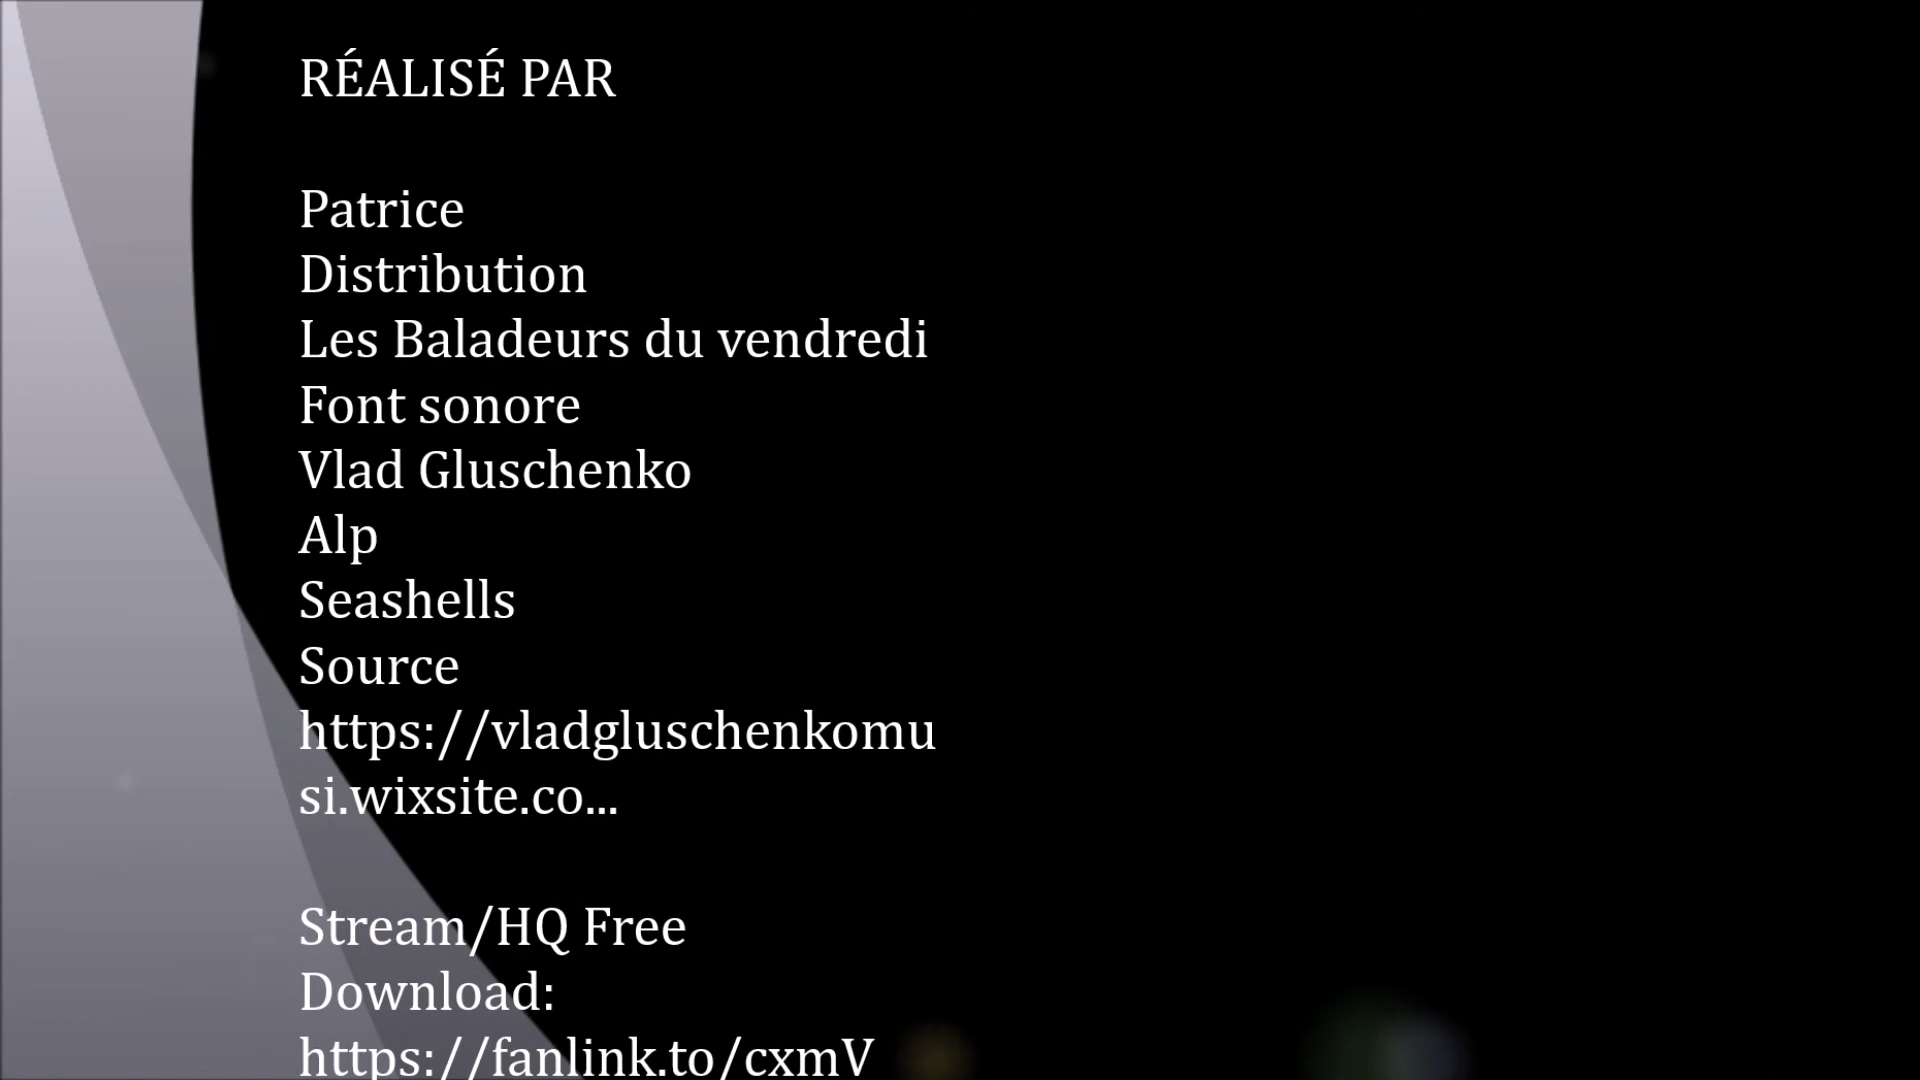 RÉALISÉ PAR
Patrice
Distribution
Les Baladeurs du vendredi
Font sonore
Vlad Gluschenko
Alp
Seashells
Source
https://vladgluschenkomu
si.wixsite.co...
Stream/HQ Free
Download:
https://fanlink.to/cxmV